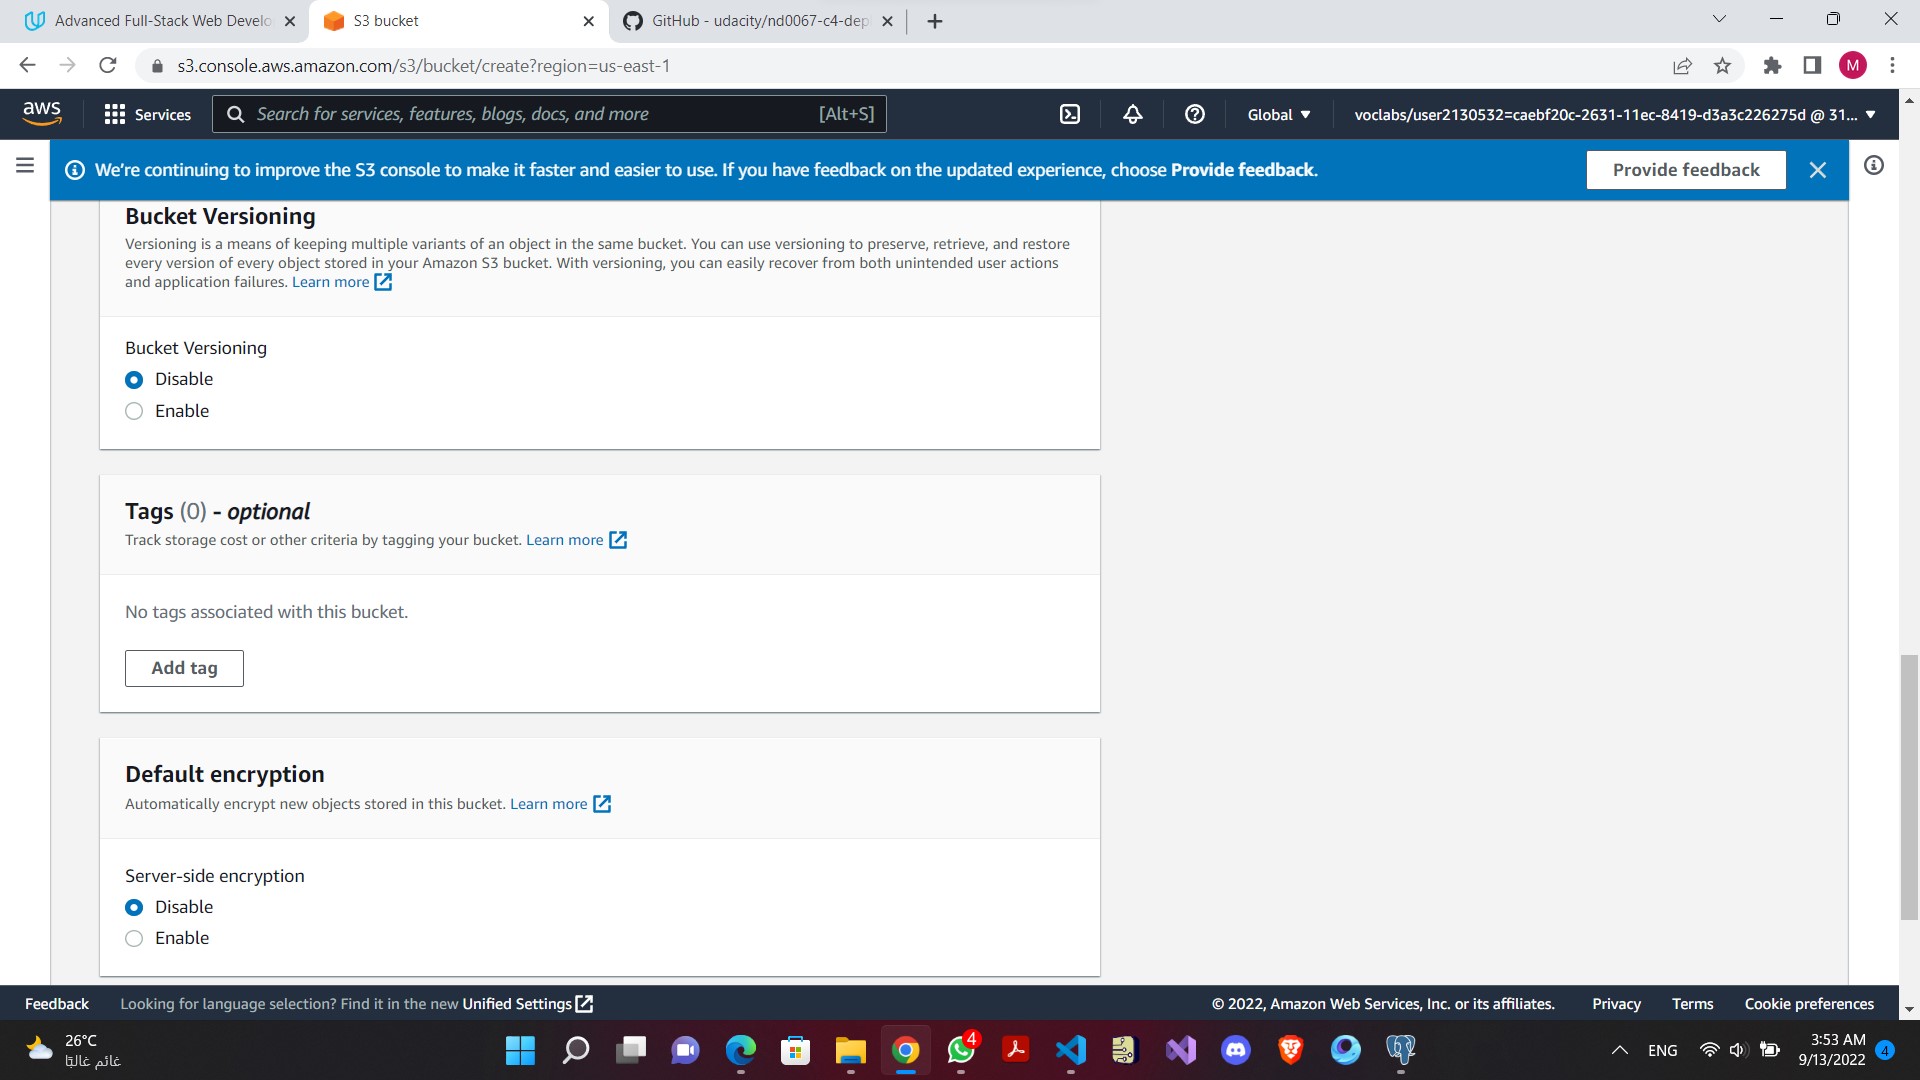 Advanced Full-Stack Web Develo
S3 bucket
GitHub - udacity/nd0067-c4-dep
s3.console.aws.amazon.com/s3/bucket/create?region=us-east-1
M
aws
Services
Search for services, features, blogs, docs, and more
[Alt+S]
Global
voclabs/user2130532=caebf20c-2631-11ec-8419-d3a3c226275d @ 31...
We're continuing to improve the S3 console to make it faster and easier to use. If you have feedback on the updated experience, choose Provide feedback.
Provide feedback
Bucket Versioning
Versioning is a means of keeping multiple variants of an object in the same bucket. You can use versioning to preserve, retrieve, and restore
every version of every object stored in your Amazon S3 bucket. With versioning, you can easily recover from both unintended user actions
and application failures. Learn more
Bucket Versioning
Disable
Enable
Tags (0) - optional
Track storage cost or other criteria by tagging your bucket. Learn more
No tags associated with this bucket.
Add tag
Default encryption
Automatically encrypt new objects stored in this bucket. Learn more
Server-side encryption
Disable
Enable
Feedback
Looking for language selection? Find it in the new Unified Settings
© 2022, Amazon Web Services, Inc. or its affiliates.
Privacy
Terms
Cookie preferences
26°C
غائم غالبًا
4
ENG
3:53 AM
9/13/2022
4